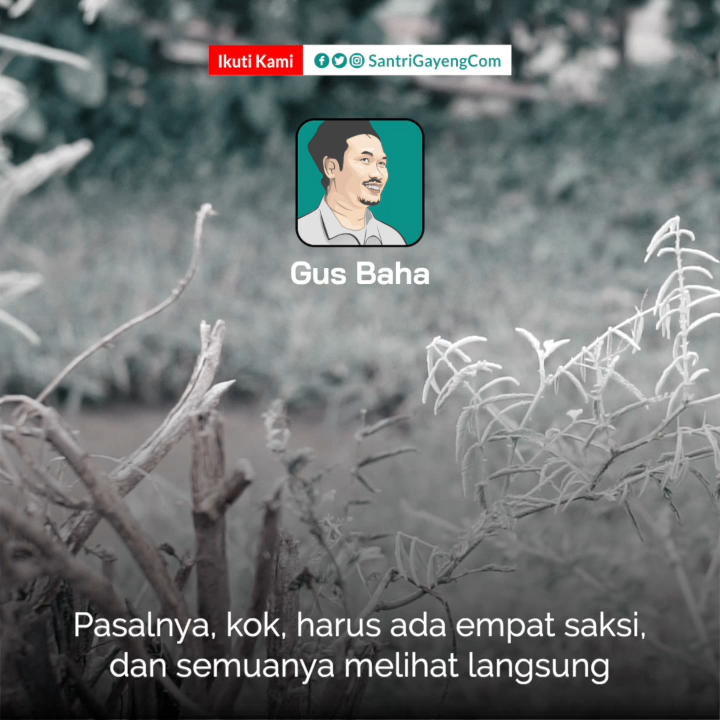 Ikuti Kami SantriGayengCom
Gus Baha
Pasalnya, kok, harus ada empat saksi,
dan semuanya melihat langsung